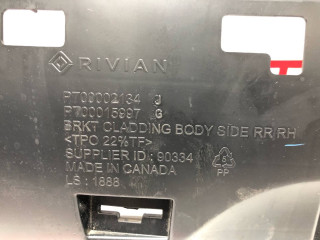 RIVIAN
PT00002134 J
P700015997 G
BRKT CLADDING BODY SIDE RR RH
<TPO 22%TF>
SUPPLIER ID : 90334
MADE IN CANADA
LS : 1888
PP